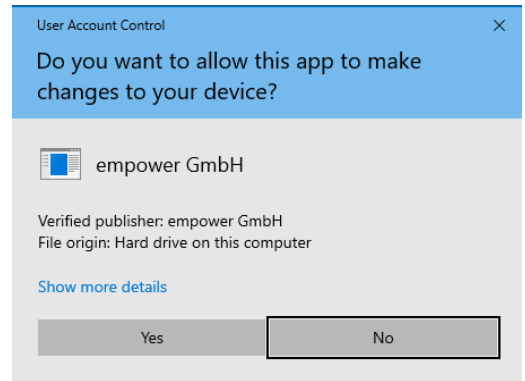 User Account Control
Do you want to allow this app to make
changes to your device?
empower GmbH
Verified publisher: empower GmbH
File origin: Hard drive on this computer
Show more details
Yes
No